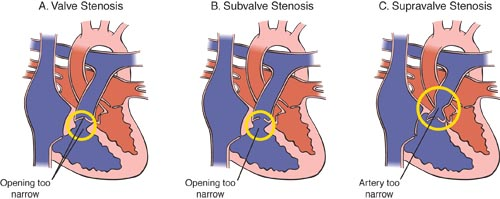 A. Valve Stenosis
B. Subvalve Stenosis
C. Supravalve Stenosis
Opening too
narrow
Opening too
narrow
Artery too
narrow